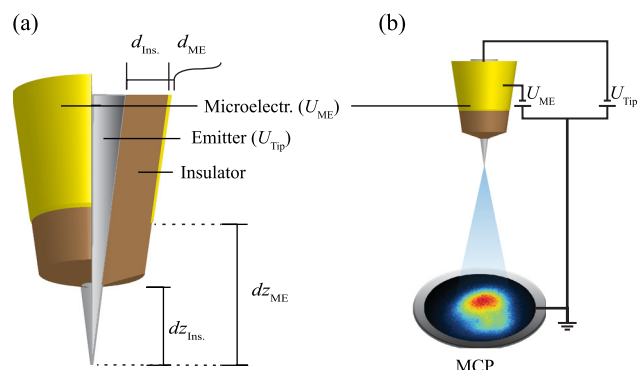 (a)
d_Ins. d_ME
Microelectr. (U_ME)
Emitter (U_Tip)
Insulator
dz_ME
dz_Ins.
(b)
U_ME
U_Tip
MCP